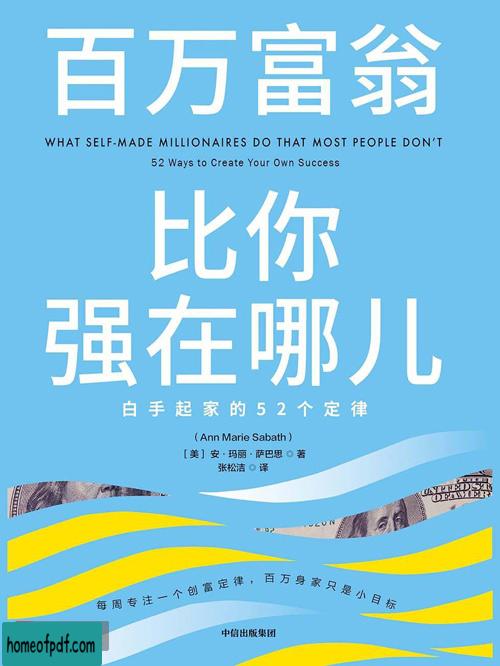 百万富翁
WHAT SELF-MADE MILLIONAIRES DO THAT MOST PEOPLE DON'T
52 Ways to Create Your Own Success
比你
强在哪儿
白手起家的52个定律
(Ann Marie Sabath)
[美]安·玛丽·萨巴思 ◎ 著
张松洁 ◎ 译
每周专注一个创富定律，百万身家只是小目标
中信出版集团
homeofpdf.com